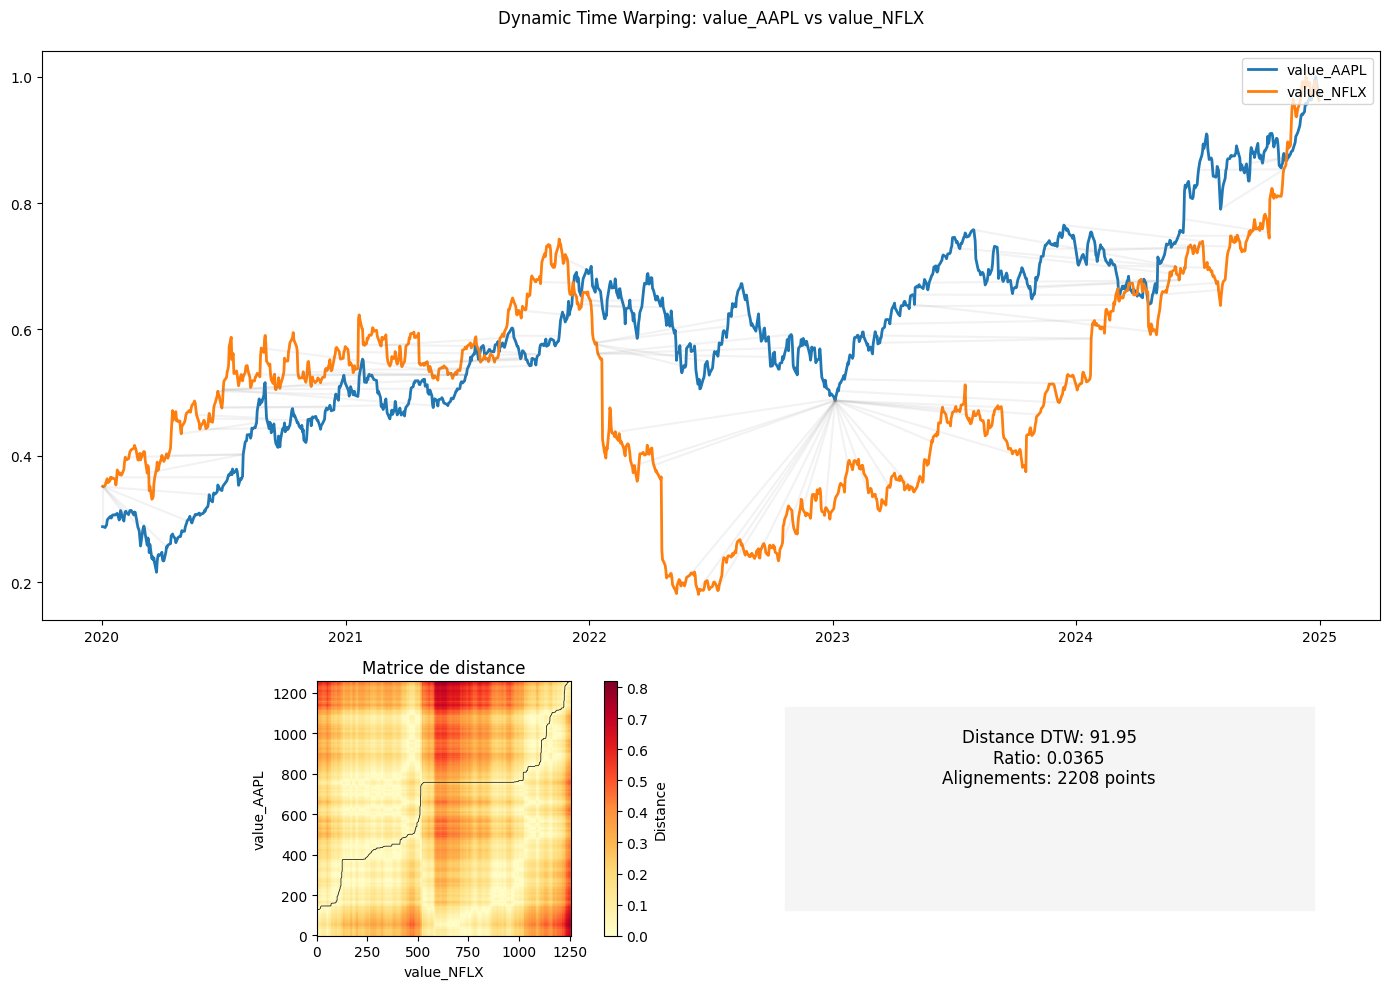 Dynamic Time Warping: value_AAPL vs value_NFLX
1.0
0.8
0.6
0.4
0.2
value_AAPL
value_NFLX
2020 2021 2022 2023 2024 2025
Matrice de distance
value_AAPL
1200
1000
800
600
400
200
0
0 250 500 750 1000 1250
value_NFLX
0.8
0.7
0.6
0.5
0.4
0.3
0.2
0.1
0.0
Distance
Distance DTW: 91.95
Ratio: 0.0365
Alignements: 2208 points